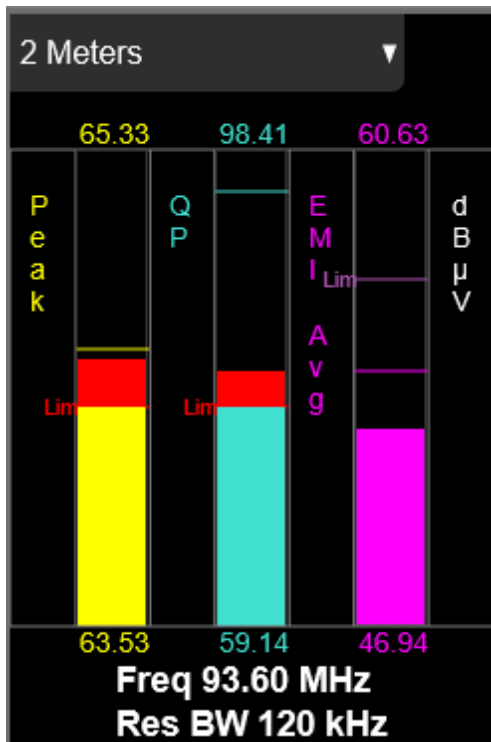 2 Meters
65.33 98.41 60.63
Peak
QP
EMI Avg
dBµV
Lim
Lim
Lim
63.53 59.14 46.94
Freq 93.60 MHz
Res BW 120 kHz